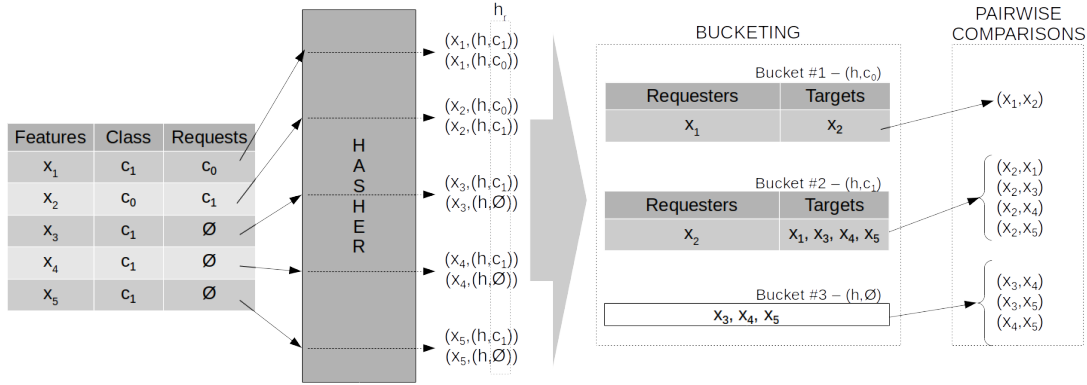 Features Class Requests
x1 c1 c0
x2 c0 c1
x3 c1 Ø
x4 c1 Ø
x5 c1 Ø
H
A
S
H
E
R
hr
(x1,(h,c1))
(x1,(h,c0))
(x2,(h,c0))
(x2,(h,c1))
(x3,(h,c1))
(x3,(h,Ø))
(x4,(h,c1))
(x4,(h,Ø))
(x5,(h,c1))
(x5,(h,Ø))
BUCKETING
Bucket #1 – (h,c0)
Requesters Targets
x1 x2
Bucket #2 – (h,c1)
Requesters Targets
x2 x1, x3, x4, x5
Bucket #3 – (h,Ø)
x3, x4, x5
PAIRWISE
COMPARISONS
(x1,x2)
(x2,x1)
(x2,x3)
(x2,x4)
(x2,x5)
(x3,x4)
(x3,x5)
(x4,x5)